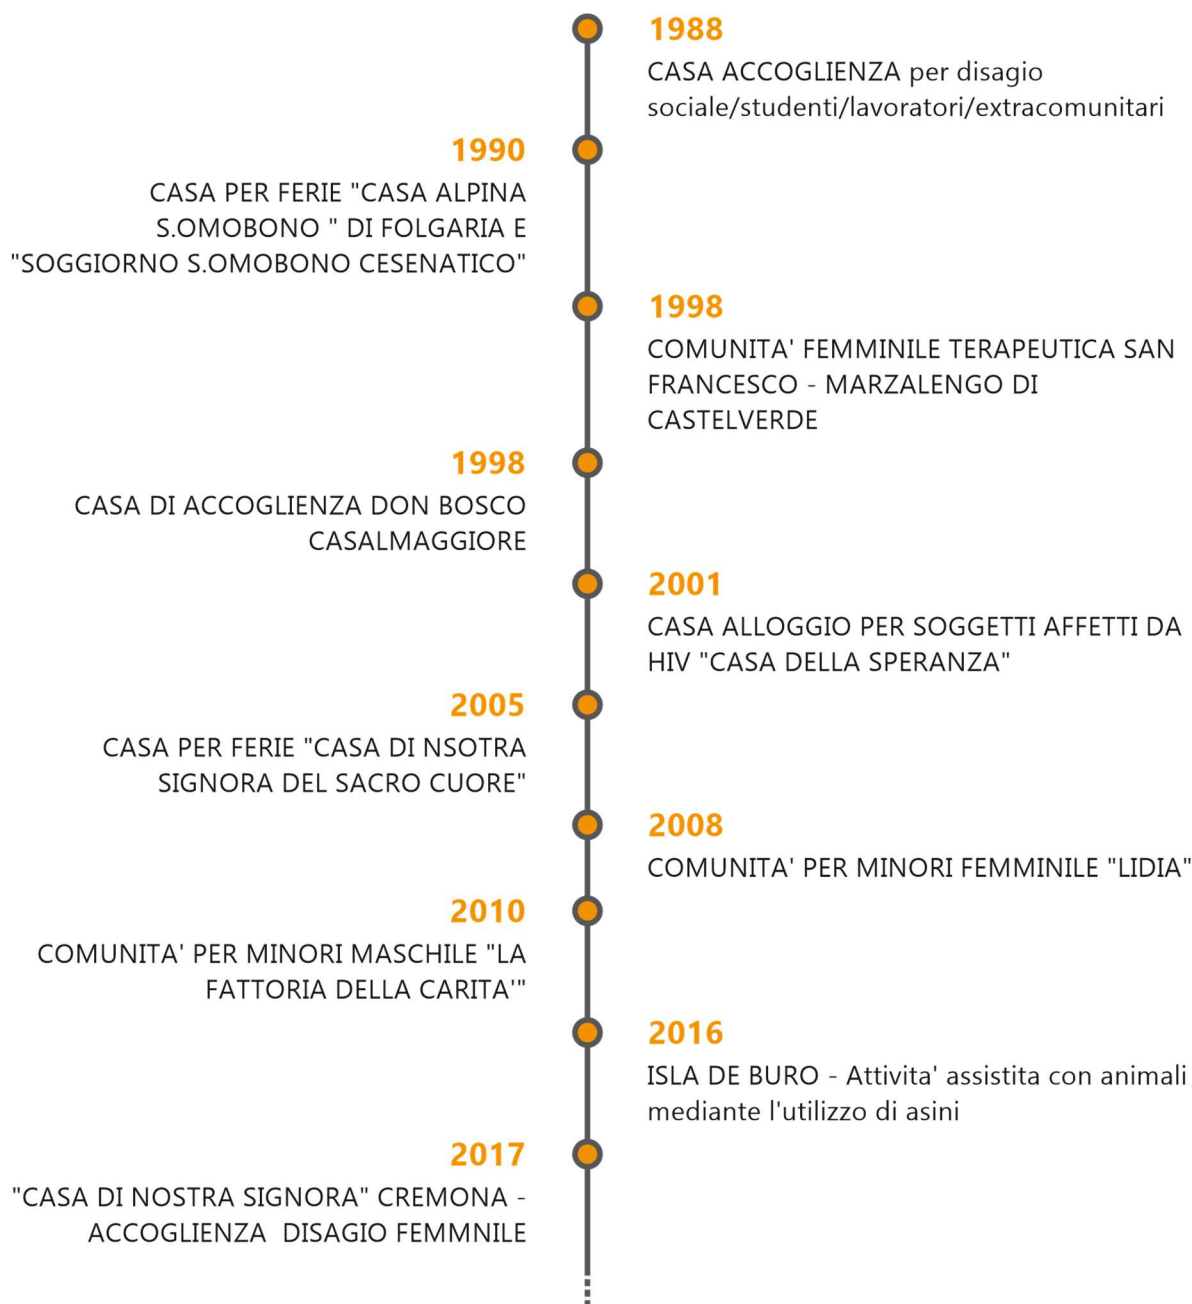 1988
CASA ACCOGLIENZA per disagio
sociale/studenti/lavoratori/extracomunitari
1990
CASA PER FERIE "CASA ALPINA
S.OMOBONO " DI FOLGARIA E
"SOGGIORNO S.OMOBONO CESENATICO"
1998
COMUNITA' FEMMINILE TERAPEUTICA SAN
FRANCESCO - MARZALENGO DI
CASTELVERDE
1998
CASA DI ACCOGLIENZA DON BOSCO
CASALMAGGIORE
2001
CASA ALLOGGIO PER SOGGETTI AFFETTI DA
HIV "CASA DELLA SPERANZA"
2005
CASA PER FERIE "CASA DI NSOTRA
SIGNORA DEL SACRO CUORE"
2008
COMUNITA' PER MINORI FEMMINILE "LIDIA"
2010
COMUNITA' PER MINORI MASCHILE "LA
FATTORIA DELLA CARITA'"
2016
ISLA DE BURO - Attivita' assistita con animali
mediante l'utilizzo di asini
2017
"CASA DI NOSTRA SIGNORA" CREMONA -
ACCOGLIENZA  DISAGIO FEMMNILE